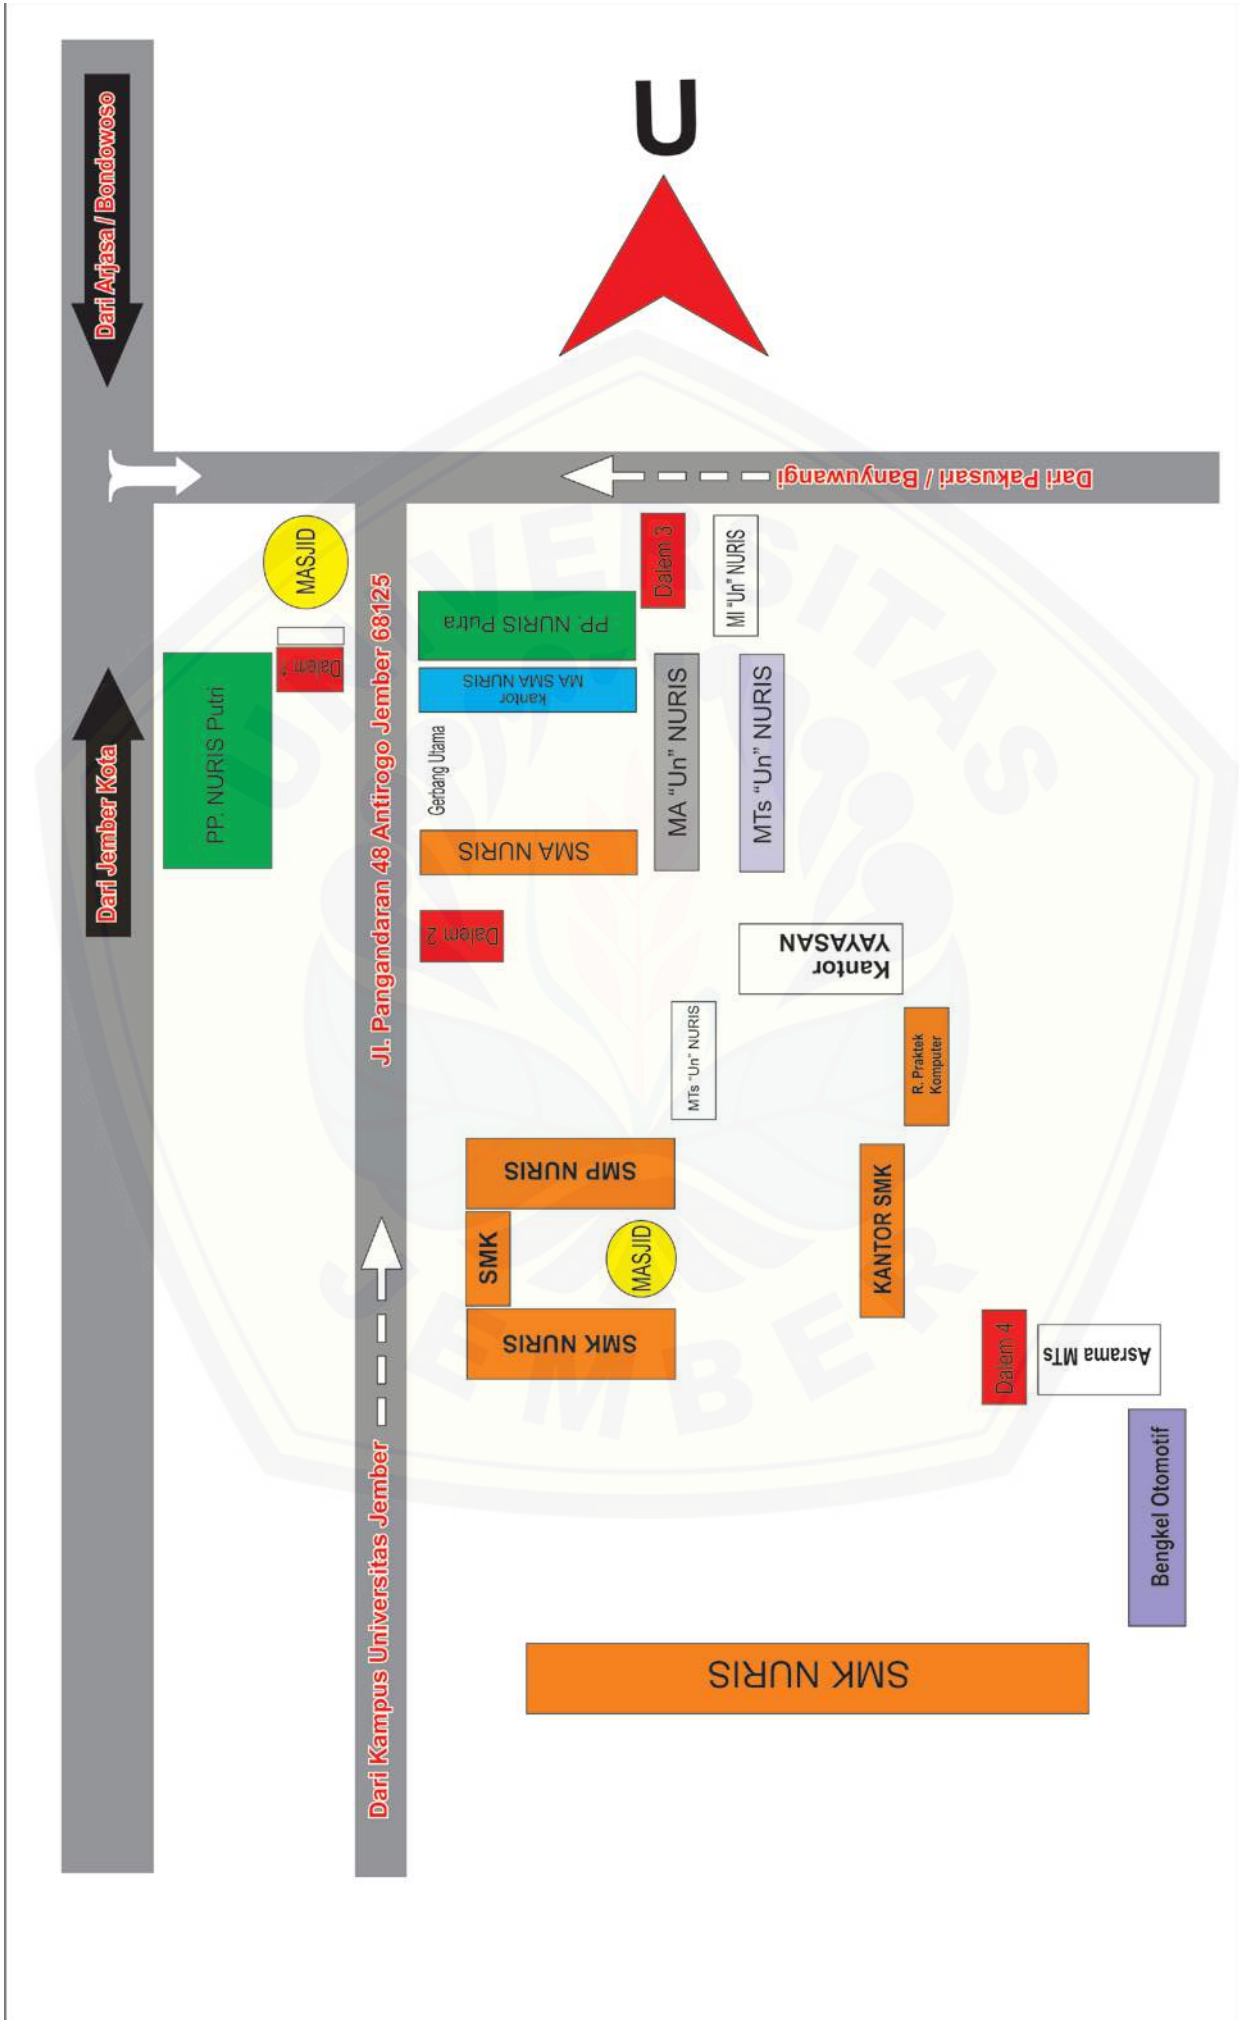 U
Dari Arjasa / Bondowoso
Dari Jember Kota
Dari Pakusari / Banyuwangi
Jl. Pangandaran 48 Antirogo Jember 68125
Dari Kampus Universitas Jember
MASJID
Dalem 1
PP. NURIS Putri
PP. NURIS Putra
kantor
MA SMA NURIS
Gerbang Utama
SMA NURIS
Dalem 2
Dalem 3
MI "Un" NURIS
MA "Un" NURIS
MTs "Un" NURIS
Kantor
YAYASAN
MTs "Un" NURIS
R. Praktek
Komputer
SMP NURIS
SMK
MASJID
SMK NURIS
KANTOR SMK
Dalem 4
Asrama MTs
Bengkel Otomotif
SMK NURIS
UNIVERSITAS
JEMBER